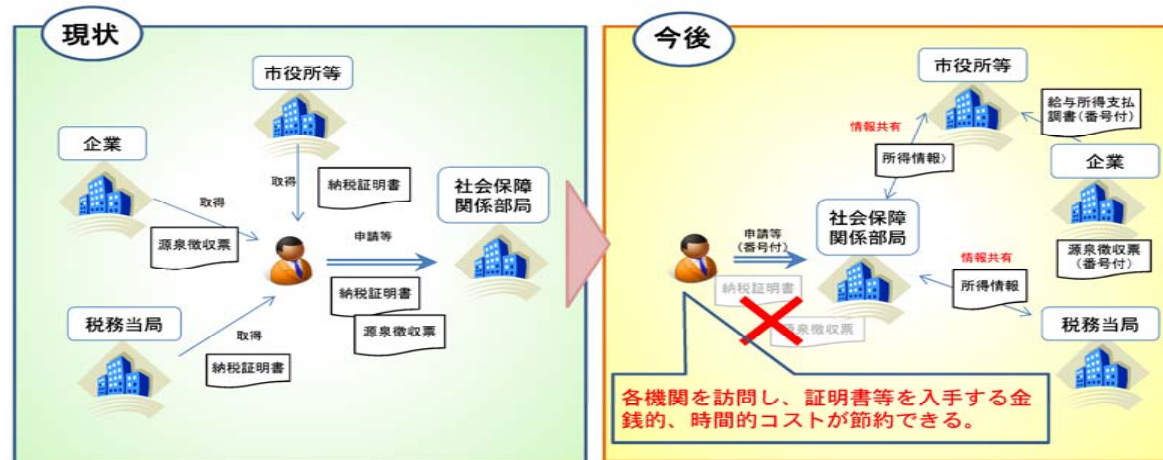 現状
市役所等
企業
取得
納税証明書
取得
源泉徴収票
社会保障
関係部局
申請等
納税証明書
源泉徴収票
税務当局
取得
納税証明書
今後
市役所等
給与所得支払
調書(番号付)
情報共有
所得情報〉
企業
社会保障
関係部局
申請等
(番号付)
源泉徴収票
(番号付)
納税証明書
源泉徴収票
情報共有
所得情報
税務当局
各機関を訪問し、証明書等を入手する金
銭的、時間的コストが節約できる。